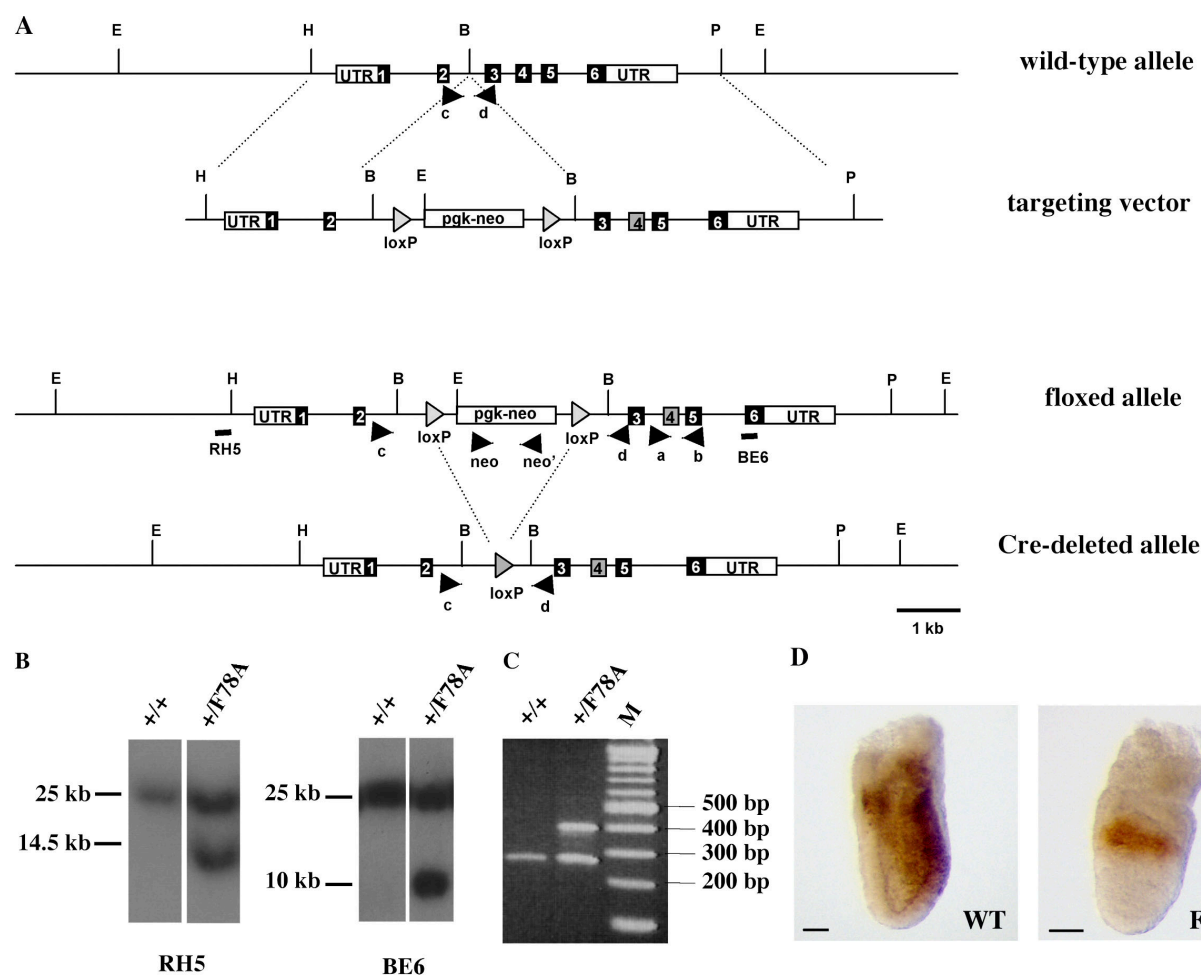 A
E H B P E
UTR 1 2 3 4 5 6 UTR
wild-type allele
c d
H B E B P
UTR 1 2 pgk-neo 3 4 5 6 UTR
targeting vector
loxP loxP
E H B E B P E
UTR 1 2 pgk-neo 3 4 5 6 UTR
floxed allele
RH5 c loxP neo neo' loxP d a b BE6
E H B B P E
Cre-deleted allele
UTR 1 2 3 4 5 6 UTR
c loxP d
1 kb
B
+/+ +/F78A
25 kb
14.5 kb
RH5
+/+ +/F78A
25 kb
10 kb
BE6
C
+/+ +/F78A M
500 bp
400 bp
300 bp
200 bp
D
WT
F